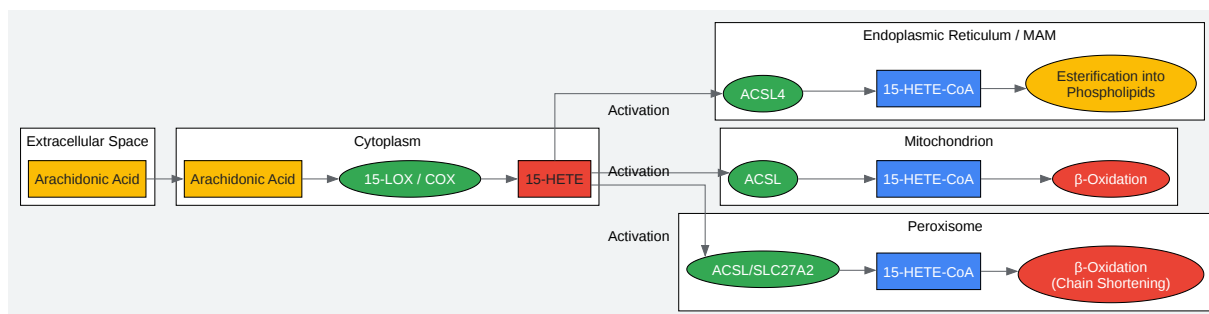 Endoplasmic Reticulum / MAM
ACSL4
15-HETE-CoA
Esterification into
Phospholipids
Activation
Extracellular Space
Arachidonic Acid
Cytoplasm
Arachidonic Acid
15-LOX / COX
15-HETE
Activation
Mitochondrion
ACSL
15-HETE-CoA
β-Oxidation
Activation
Peroxisome
ACSL/SLC27A2
15-HETE-CoA
β-Oxidation
(Chain Shortening)